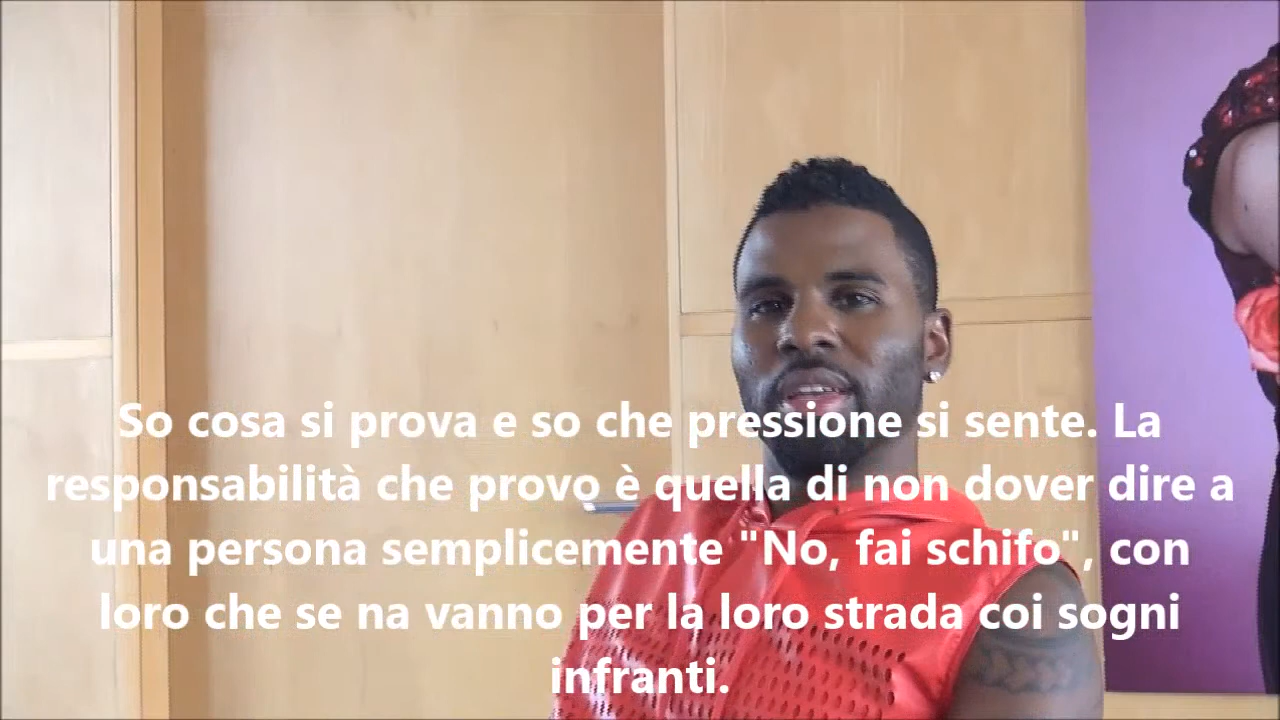 So cosa si prova e so che pressione si sente. La
responsabilità che provo è quella di non dover dire a
una persona semplicemente "No, fai schifo", con
loro che se na vanno per la loro strada coi sogni
infranti.